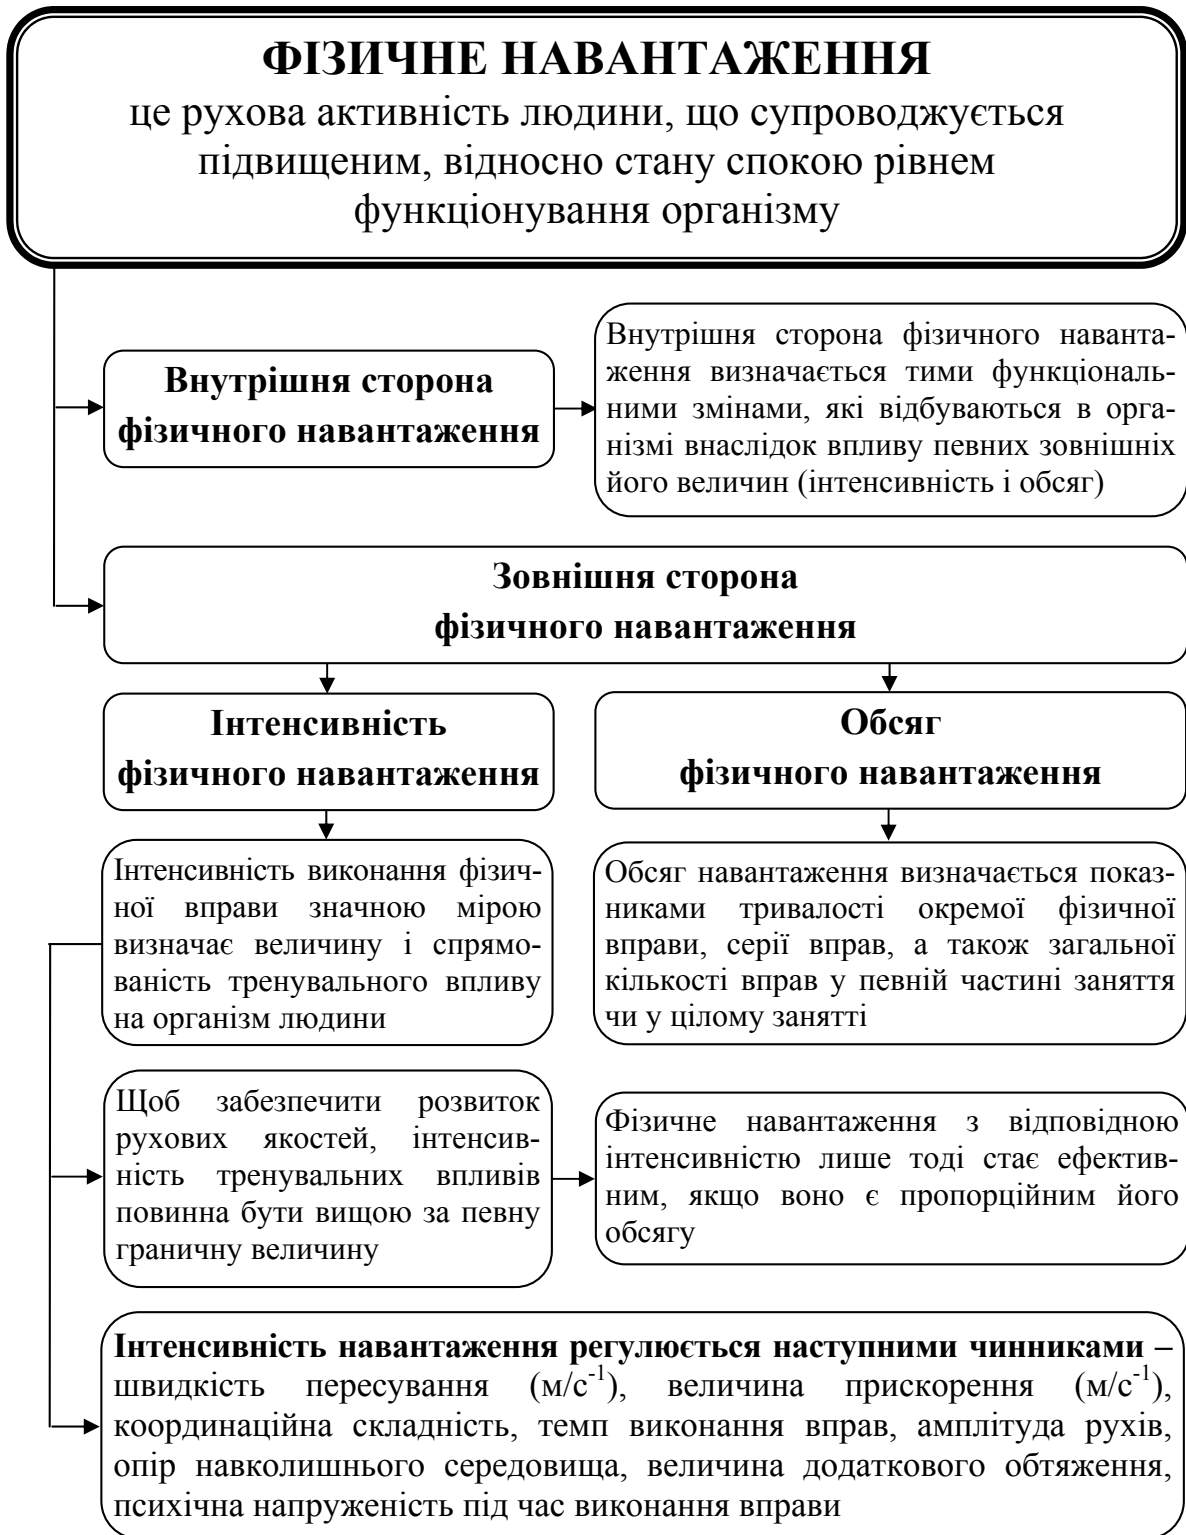 ФІЗИЧНЕ НАВАНТАЖЕННЯ
це рухова активність людини, що супроводжується
підвищеним, відносно стану спокою рівнем
функціонування організму
Внутрішня сторона
фізичного навантаження
Внутрішня сторона фізичного наванта-
ження визначається тими функціональ-
ними змінами, які відбуваються в орга-
нізмі внаслідок впливу певних зовнішніх
його величин (інтенсивність і обсяг)
Зовнішня сторона
фізичного навантаження
Інтенсивність
фізичного навантаження
Обсяг
фізичного навантаження
Інтенсивність виконання фізич-
ної вправи значною мірою
визначає величину і спрямо-
ваність тренувального впливу
на організм людини
Обсяг навантаження визначається показ-
никами тривалості окремої фізичної
вправи, серії вправ, а також загальної
кількості вправ у певній частині заняття
чи у цілому занятті
Щоб забезпечити розвиток
рухових якостей, інтенсив-
ність тренувальних впливів
повинна бути вищою за певну
граничну величину
Фізичне навантаження з відповідною
інтенсивністю лише тоді стає ефектив-
ним, якщо воно є пропорційним його
обсягу
Інтенсивність навантаження регулюється наступними чинниками –
швидкість пересування (м/с⁻¹), величина прискорення (м/с⁻¹),
координаційна складність, темп виконання вправ, амплітуда рухів,
опір навколишнього середовища, величина додаткового обтяження,
психічна напруженість під час виконання вправи